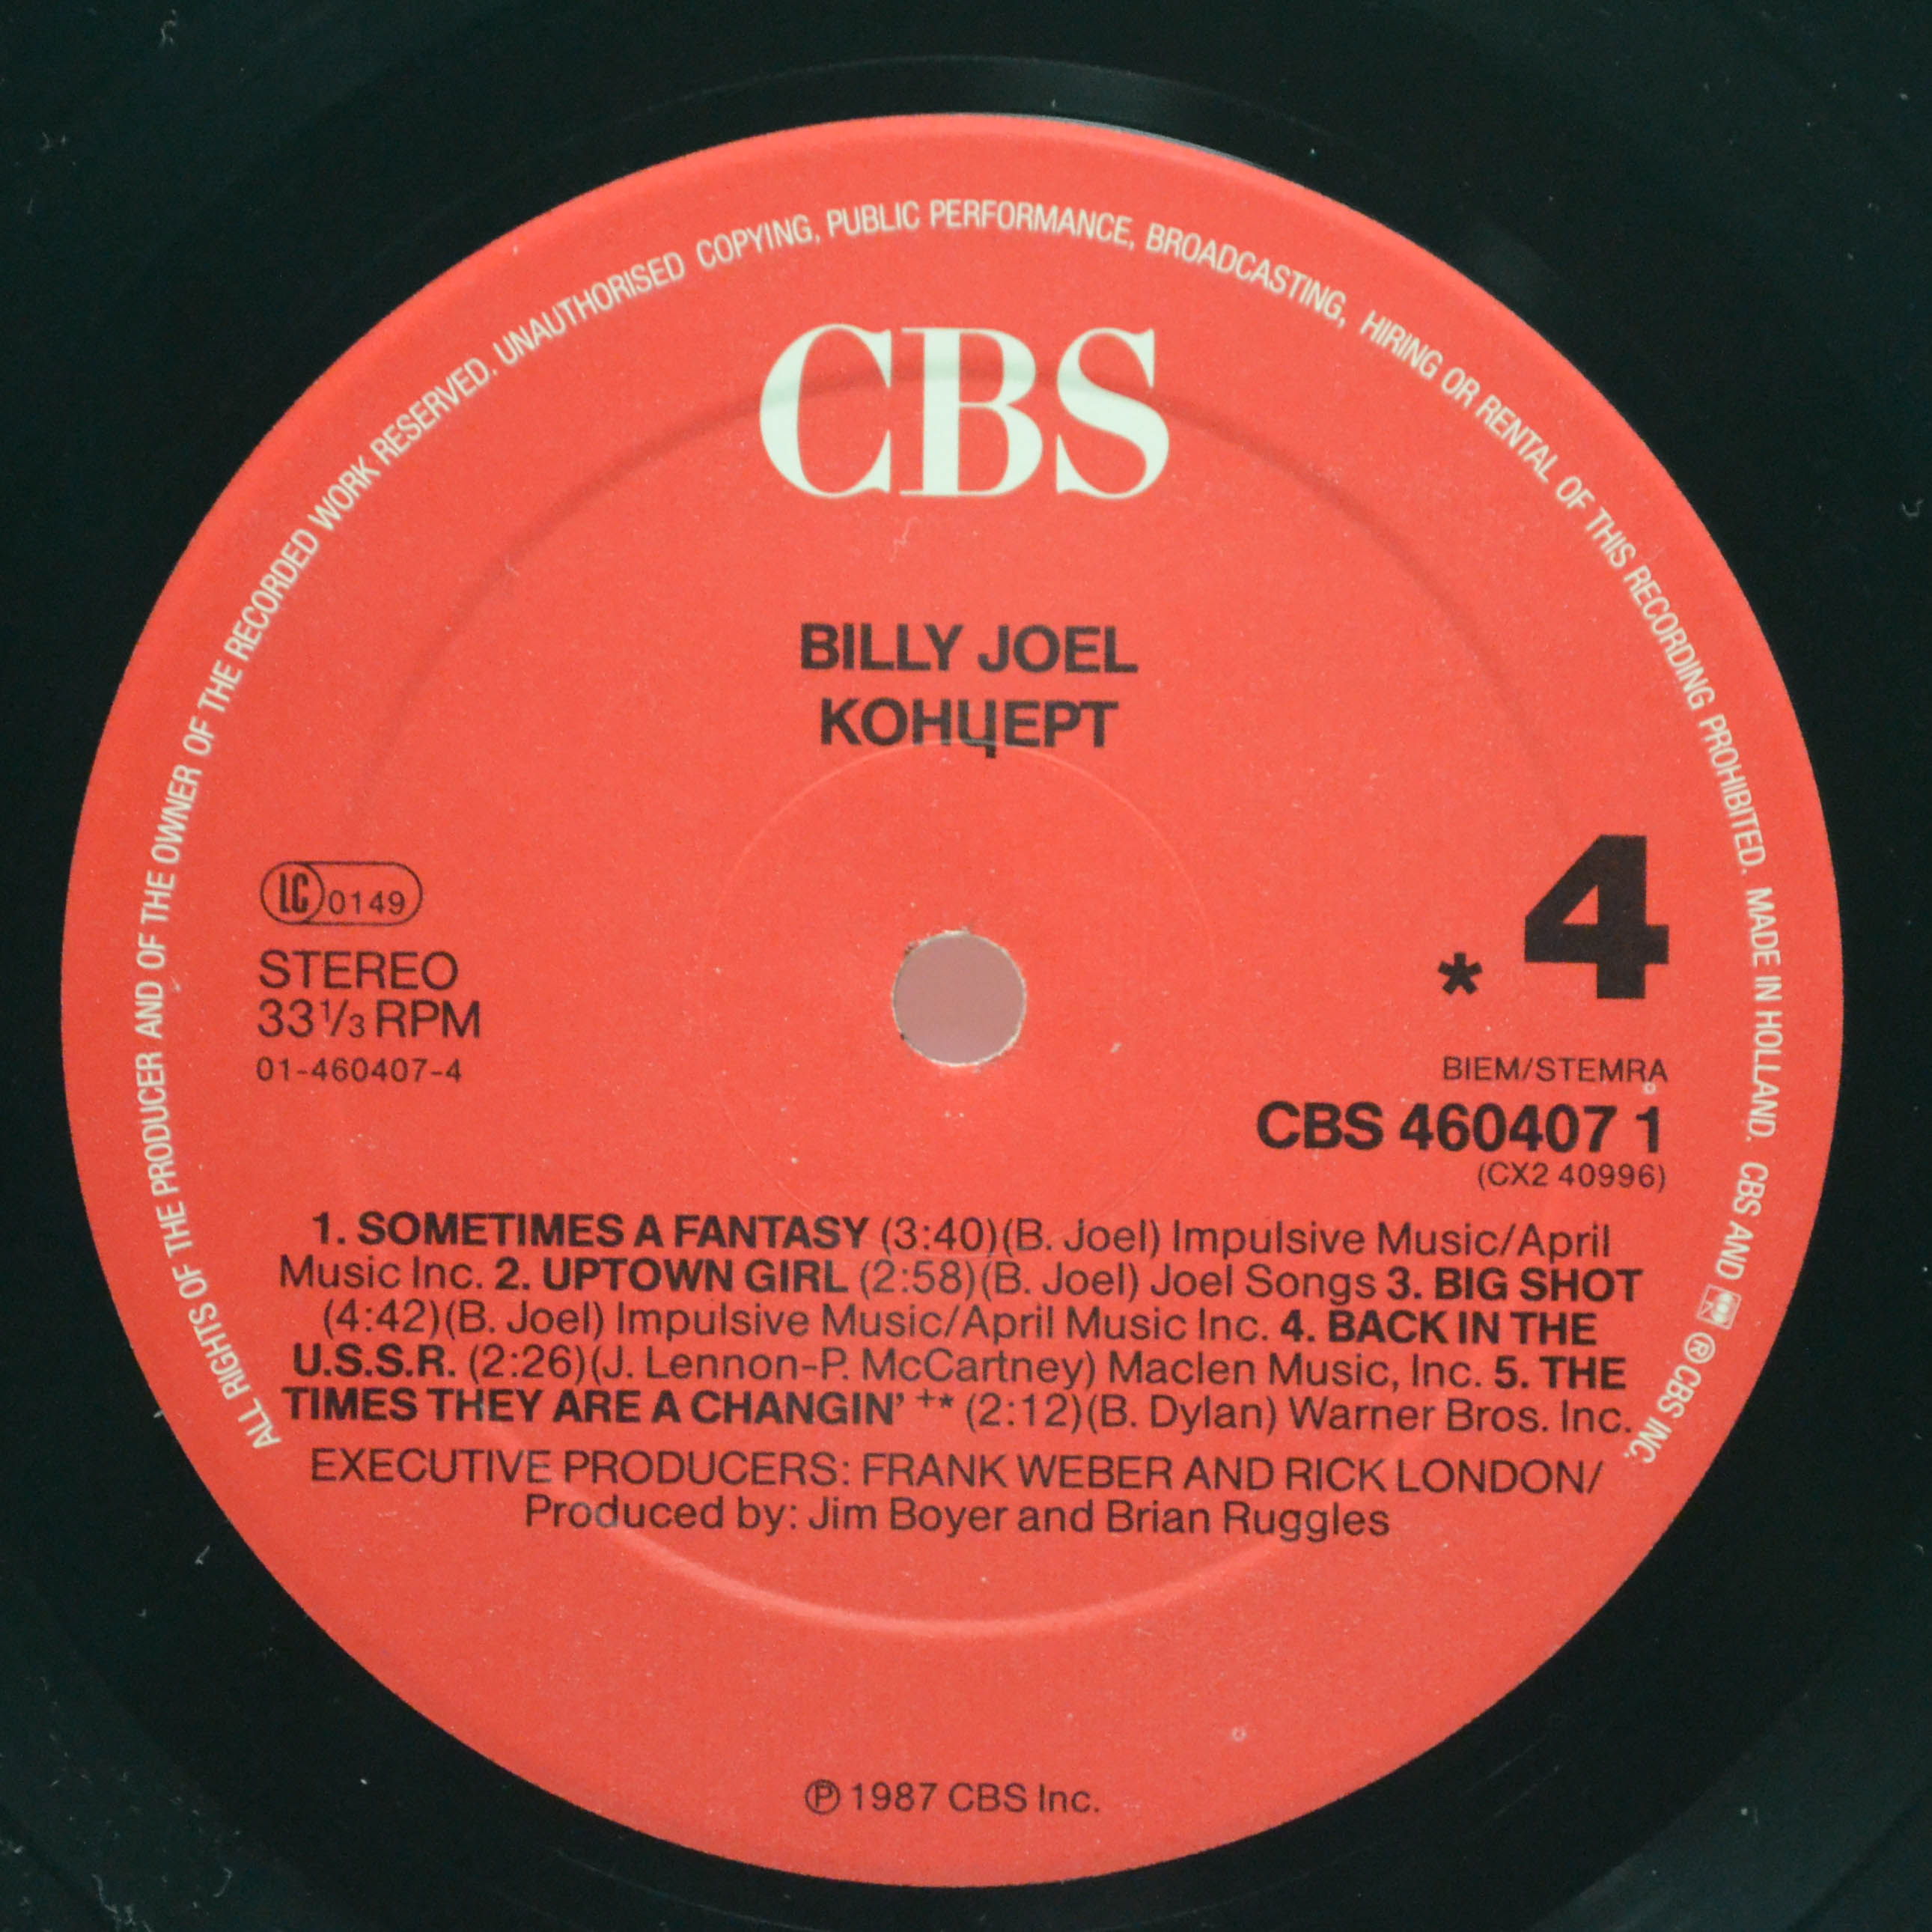 ALL RIGHTS OF THE PRODUCER AND OF THE OWNER OF THE RECORDED WORK RESERVED. UNAUTHORISED COPYING, PUBLIC PERFORMANCE, BROADCASTING, HIRING OR RENTAL OF THIS RECORDING PROHIBITED. MADE IN HOLLAND. CBS AND ® CBS INC.
CBS
BILLY JOEL
КОНЦЕРТ
LC 0149
STEREO
33⅓ RPM
01-460407-4
* 4
BIEM/STEMRA
CBS 460407 1
(CX2 40996)
1. SOMETIMES A FANTASY (3:40)(B. Joel) Impulsive Music/April
Music Inc. 2. UPTOWN GIRL (2:58)(B. Joel) Joel Songs 3. BIG SHOT
(4:42)(B. Joel) Impulsive Music/April Music Inc. 4. BACK IN THE
U.S.S.R. (2:26)(J. Lennon-P. McCartney) Maclen Music, Inc. 5. THE
TIMES THEY ARE A CHANGIN' +* (2:12)(B. Dylan) Warner Bros. Inc.
EXECUTIVE PRODUCERS: FRANK WEBER AND RICK LONDON/
Produced by: Jim Boyer and Brian Ruggles
℗ 1987 CBS Inc.